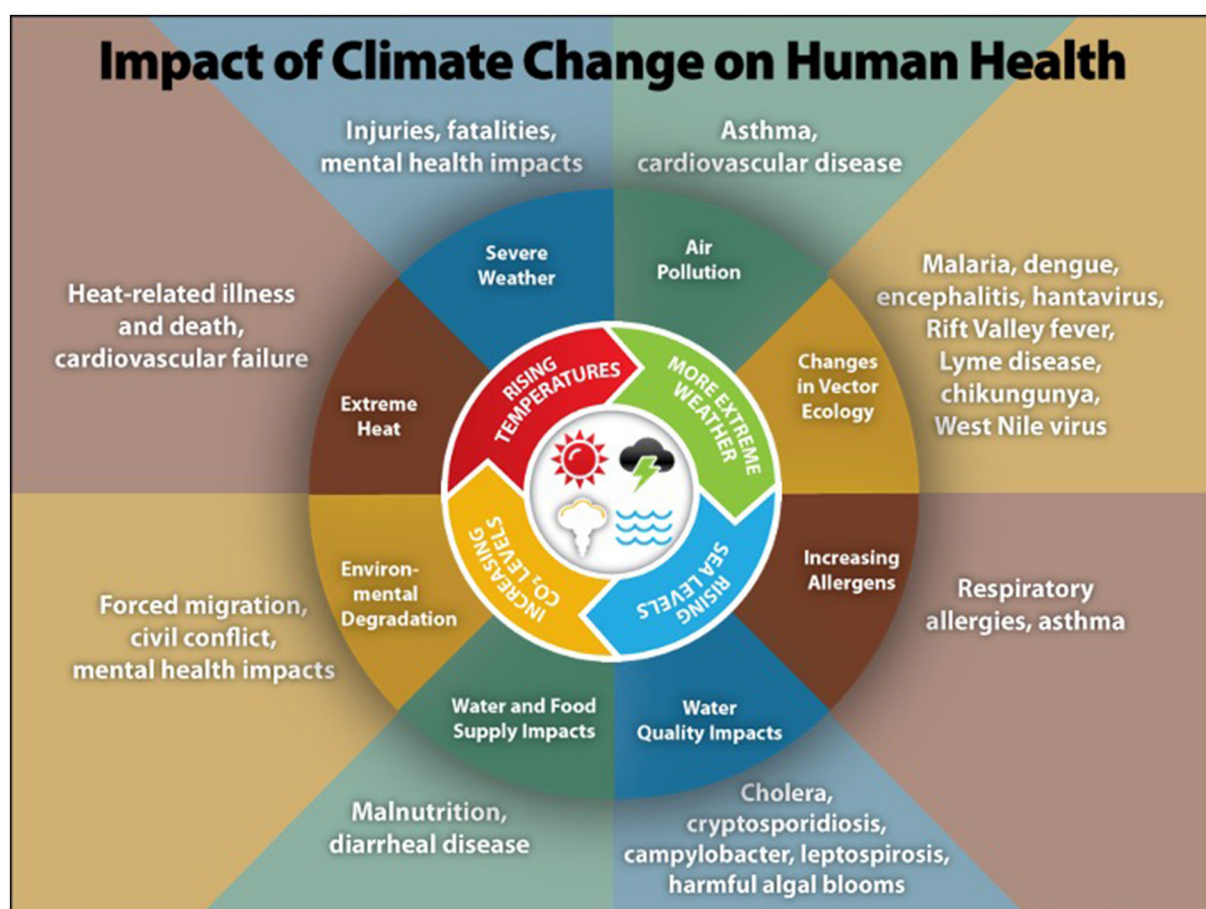 Impact of Climate Change on Human Health
Injuries, fatalities,
mental health impacts
Asthma,
cardiovascular disease
Severe
Weather
Air
Pollution
Heat-related illness
and death,
cardiovascular failure
Extreme
Heat
Malaria, dengue,
encephalitis, hantavirus,
Rift Valley fever,
Lyme disease,
chikungunya,
West Nile virus
Changes
in Vector
Ecology
RISING
TEMPERATURES
MORE EXTREME
WEATHER
RISING
SEA LEVELS
INCREASING
CO₂ LEVELS
Forced migration,
civil conflict,
mental health impacts
Environ-
mental
Degradation
Increasing
Allergens
Respiratory
allergies, asthma
Water and Food
Supply Impacts
Water
Quality Impacts
Malnutrition,
diarrheal disease
Cholera,
cryptosporidiosis,
campylobacter, leptospirosis,
harmful algal blooms